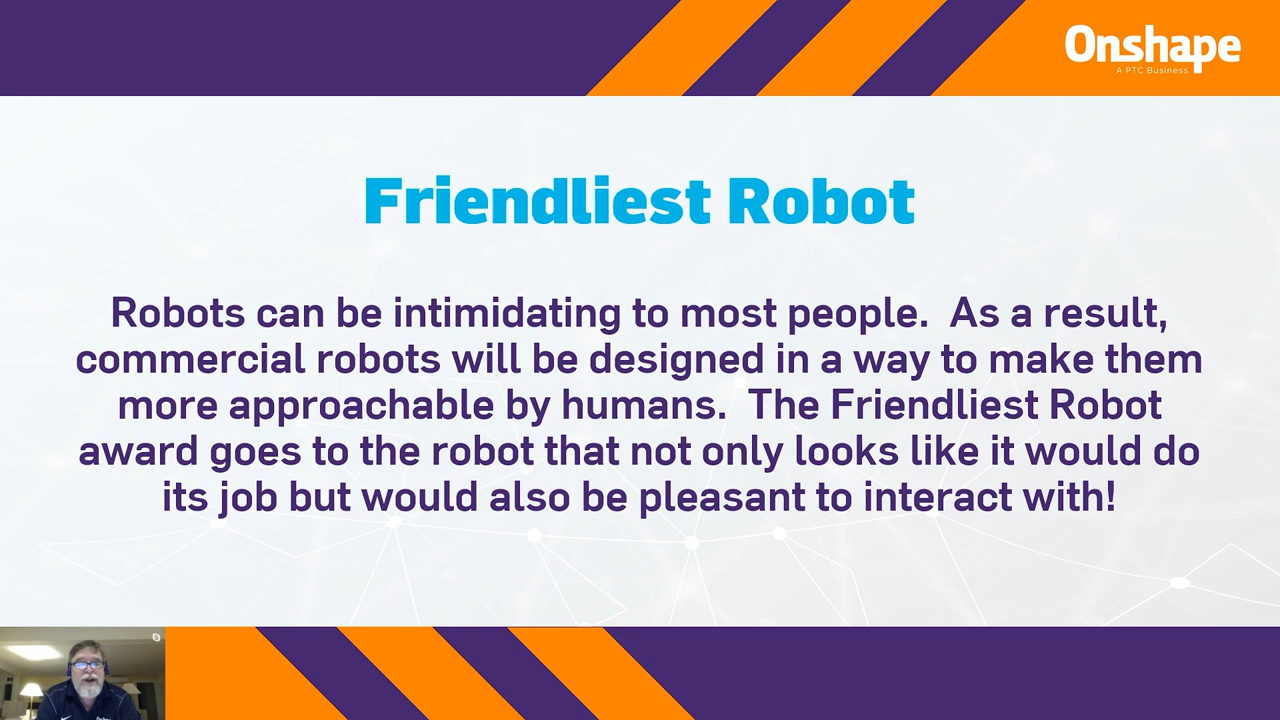 Onshape
A PTC Business
Friendliest Robot
Robots can be intimidating to most people.  As a result,
commercial robots will be designed in a way to make them
more approachable by humans.  The Friendliest Robot
award goes to the robot that not only looks like it would do
its job but would also be pleasant to interact with!